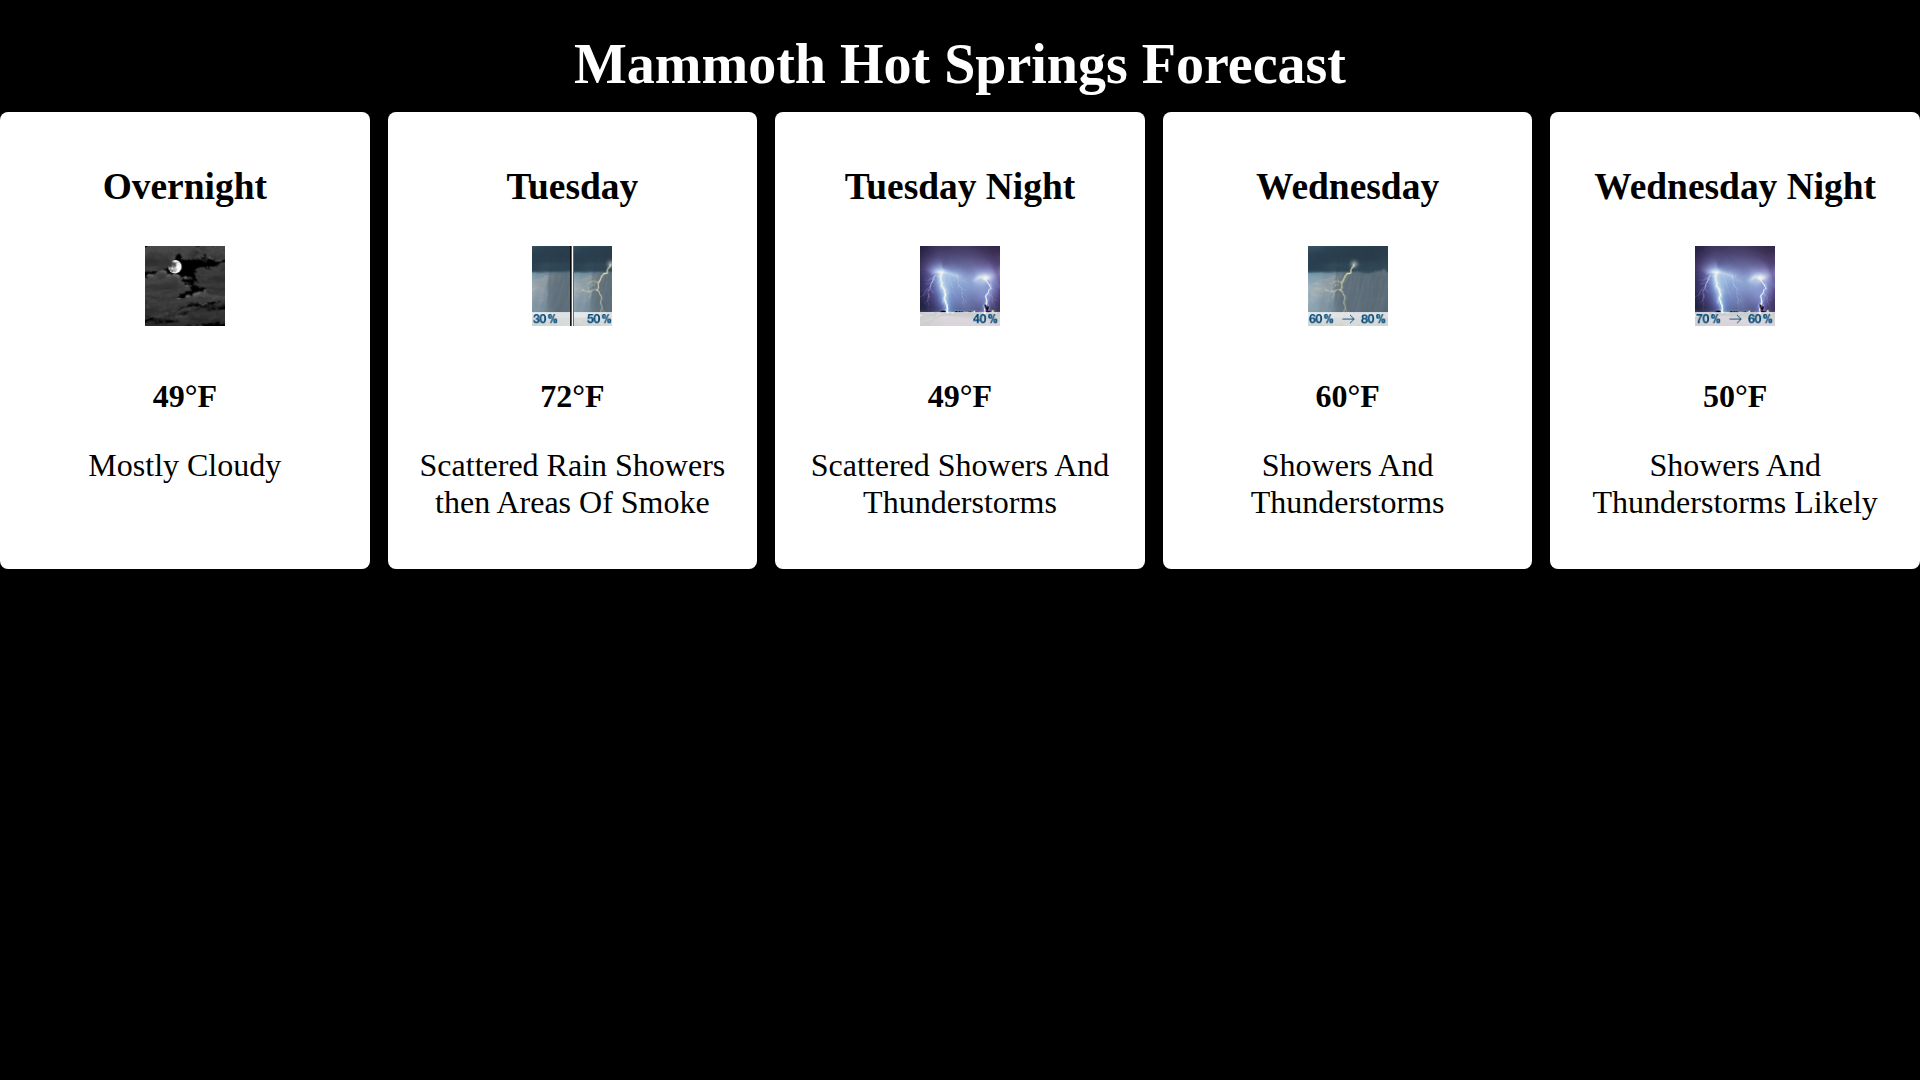 Mammoth Hot Springs Forecast
Overnight
49°F
Mostly Cloudy
Tuesday
30% 50%
72°F
Scattered Rain Showers
then Areas Of Smoke
Tuesday Night
40%
49°F
Scattered Showers And
Thunderstorms
Wednesday
60% → 80%
60°F
Showers And
Thunderstorms
Wednesday Night
70% → 60%
50°F
Showers And
Thunderstorms Likely